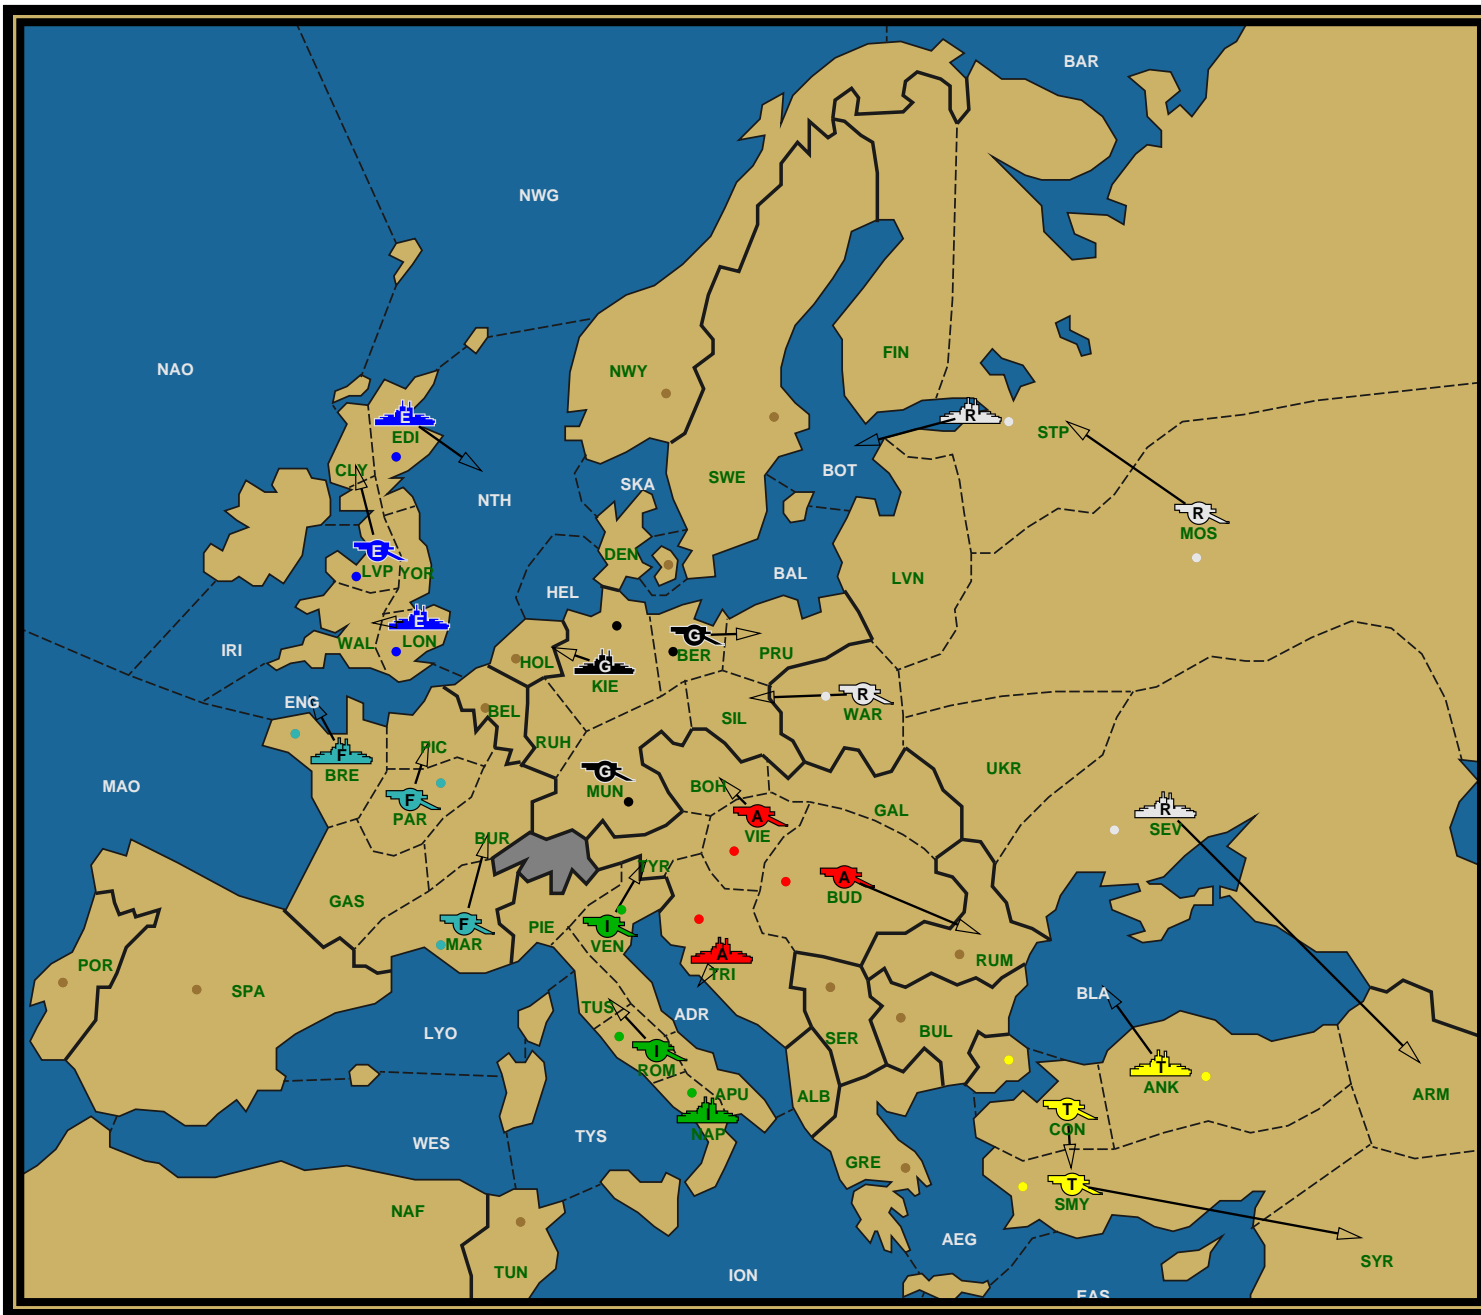 BAR
NWG
NAO
FIN
NWY
R
E
EDI
STP
CLY
BOT
SWE
SKA
NTH
R
MOS
E
DEN
LVP
YOR
BAL
LVN
HEL
E
LON
WAL
IRI
G
BER
PRU
HOL
G
KIE
ENG
R
WAR
BEL
SIL
RUH
PIC
F
BRE
UKR
G
MUN
MAO
BOH
F
PAR
GAL
R
SEV
A
VIE
BUR
TYR
A
BUD
GAS
F
MAR
PIE
I
VEN
RUM
POR
SPA
A
TRI
BLA
TUS
ADR
LYO
SER
BUL
I
ROM
T
ANK
APU
ALB
ARM
I
NAP
T
CON
WES
TYS
GRE
T
SMY
NAF
AEG
SYR
TUN
ION
EAS